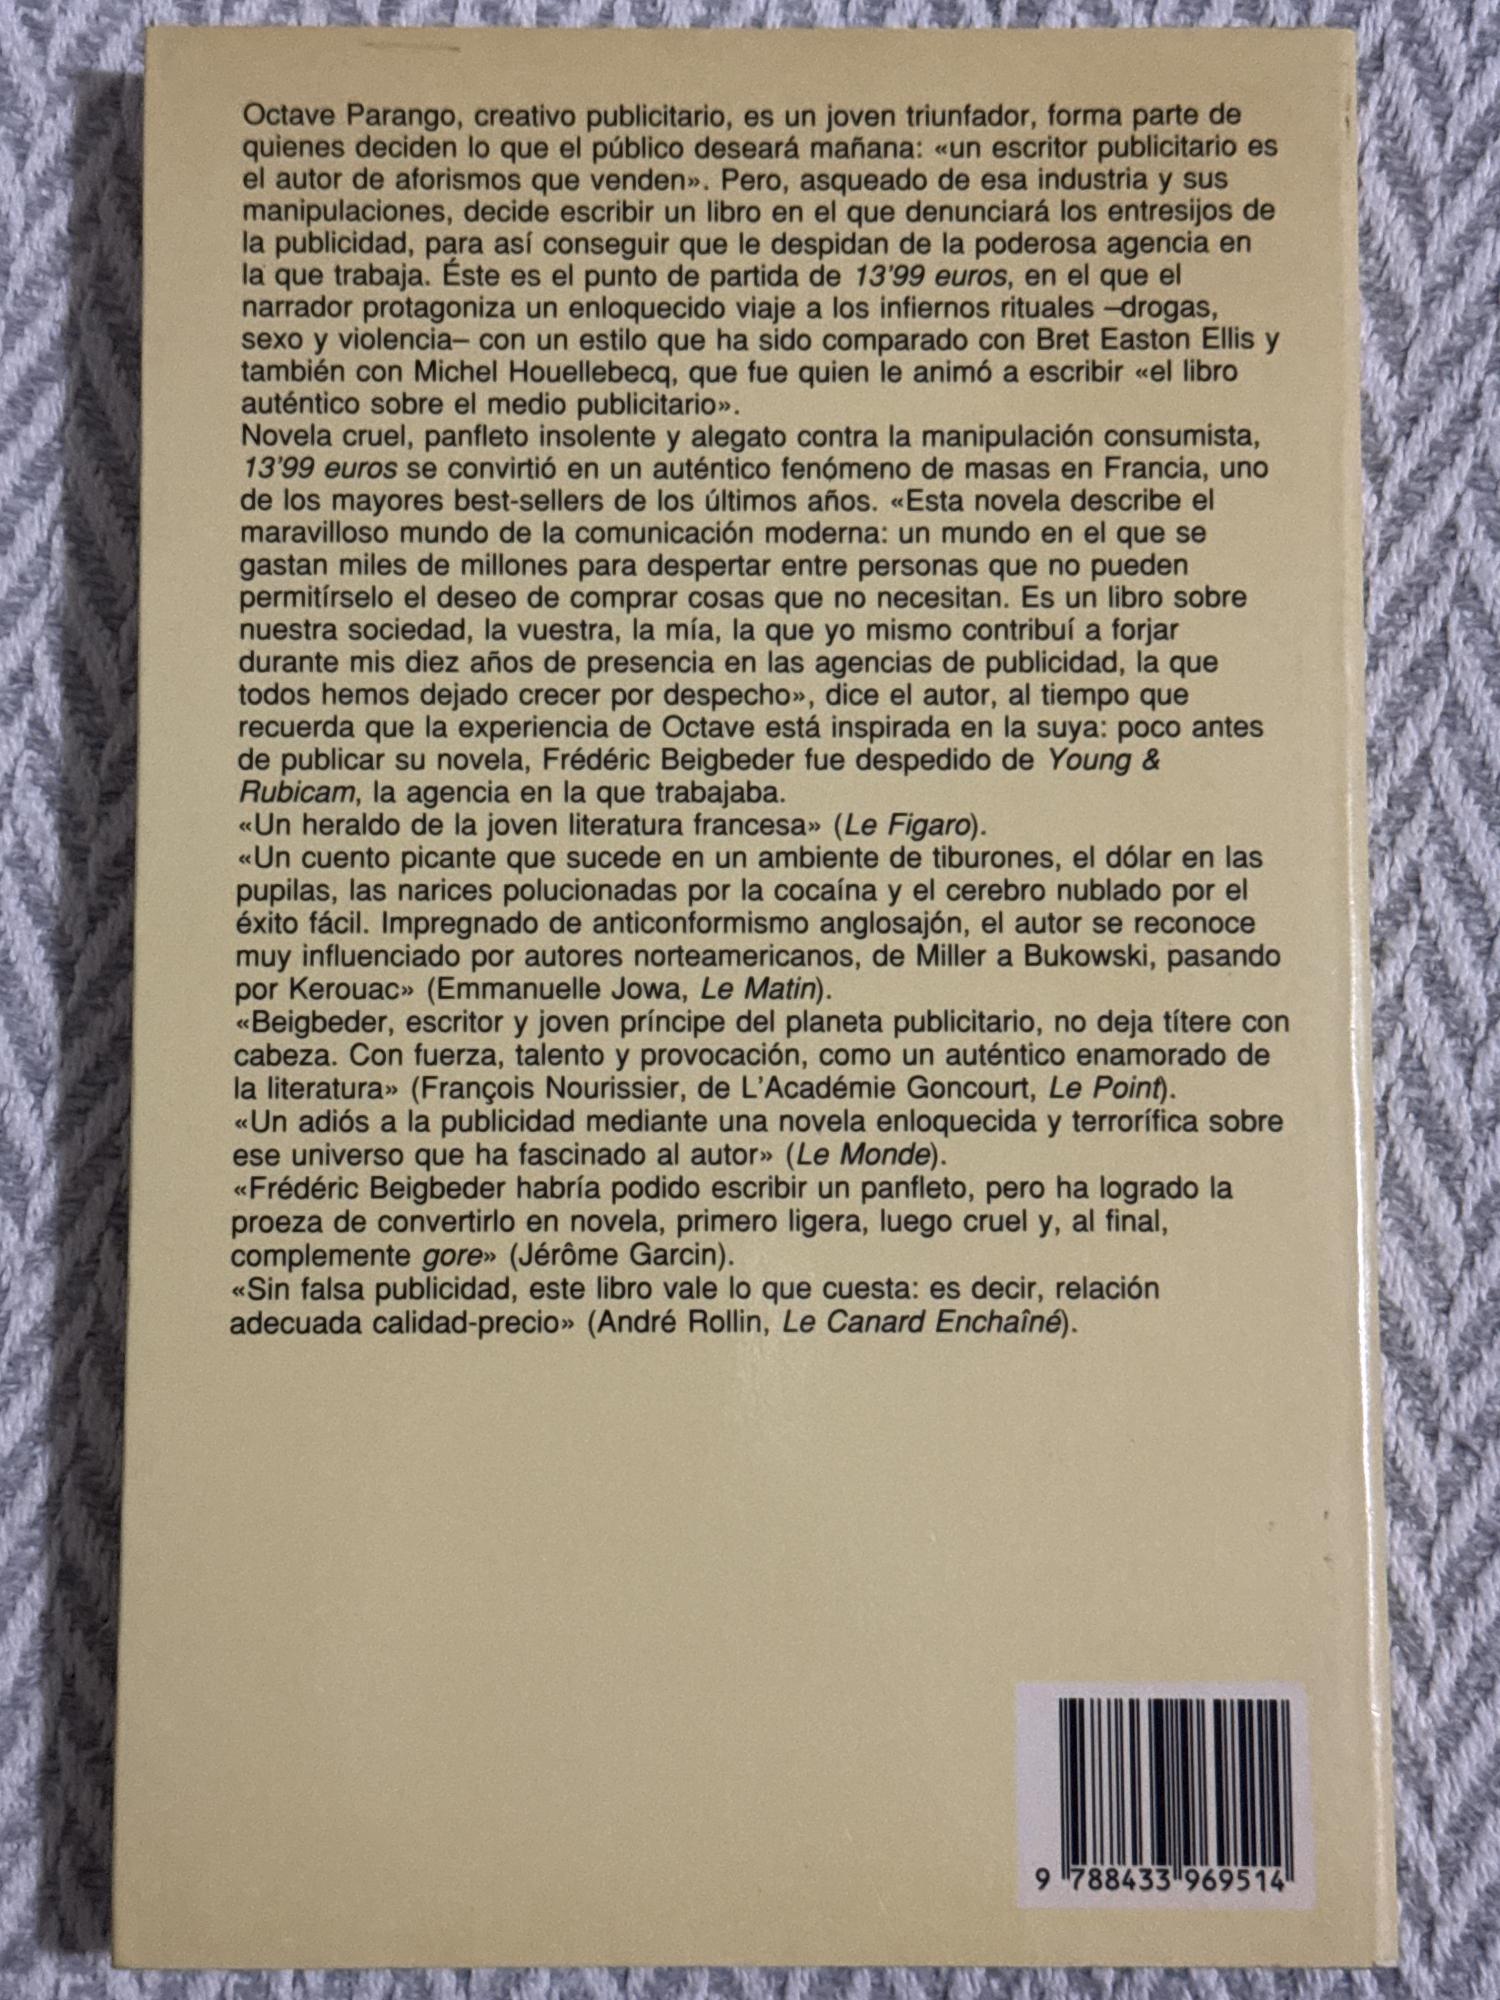 Octave Parango, creativo publicitario, es un joven triunfador, forma parte de
quienes deciden lo que el público deseará mañana: «un escritor publicitario es
el autor de aforismos que venden». Pero, asqueado de esa industria y sus
manipulaciones, decide escribir un libro en el que denunciará los entresijos de
la publicidad, para así conseguir que le despidan de la poderosa agencia en
la que trabaja. Éste es el punto de partida de 13'99 euros, en el que el
narrador protagoniza un enloquecido viaje a los infiernos rituales –drogas,
sexo y violencia– con un estilo que ha sido comparado con Bret Easton Ellis y
también con Michel Houellebecq, que fue quien le animó a escribir «el libro
auténtico sobre el medio publicitario».
Novela cruel, panfleto insolente y alegato contra la manipulación consumista,
13'99 euros se convirtió en un auténtico fenómeno de masas en Francia, uno
de los mayores best-sellers de los últimos años. «Esta novela describe el
maravilloso mundo de la comunicación moderna: un mundo en el que se
gastan miles de millones para despertar entre personas que no pueden
permitírselo el deseo de comprar cosas que no necesitan. Es un libro sobre
nuestra sociedad, la vuestra, la mía, la que yo mismo contribuí a forjar
durante mis diez años de presencia en las agencias de publicidad, la que
todos hemos dejado crecer por despecho», dice el autor, al tiempo que
recuerda que la experiencia de Octave está inspirada en la suya: poco antes
de publicar su novela, Frédéric Beigbeder fue despedido de Young &
Rubicam, la agencia en la que trabajaba.
«Un heraldo de la joven literatura francesa» (Le Figaro).
«Un cuento picante que sucede en un ambiente de tiburones, el dólar en las
pupilas, las narices polucionadas por la cocaína y el cerebro nublado por el
éxito fácil. Impregnado de anticonformismo anglosajón, el autor se reconoce
muy influenciado por autores norteamericanos, de Miller a Bukowski, pasando
por Kerouac» (Emmanuelle Jowa, Le Matin).
«Beigbeder, escritor y joven príncipe del planeta publicitario, no deja títere con
cabeza. Con fuerza, talento y provocación, como un auténtico enamorado de
la literatura» (François Nourissier, de L'Académie Goncourt, Le Point).
«Un adiós a la publicidad mediante una novela enloquecida y terrorífica sobre
ese universo que ha fascinado al autor» (Le Monde).
«Frédéric Beigbeder habría podido escribir un panfleto, pero ha logrado la
proeza de convertirlo en novela, primero ligera, luego cruel y, al final,
complemente gore» (Jérôme Garcin).
«Sin falsa publicidad, este libro vale lo que cuesta: es decir, relación
adecuada calidad-precio» (André Rollin, Le Canard Enchaîné).
9 788433 969514